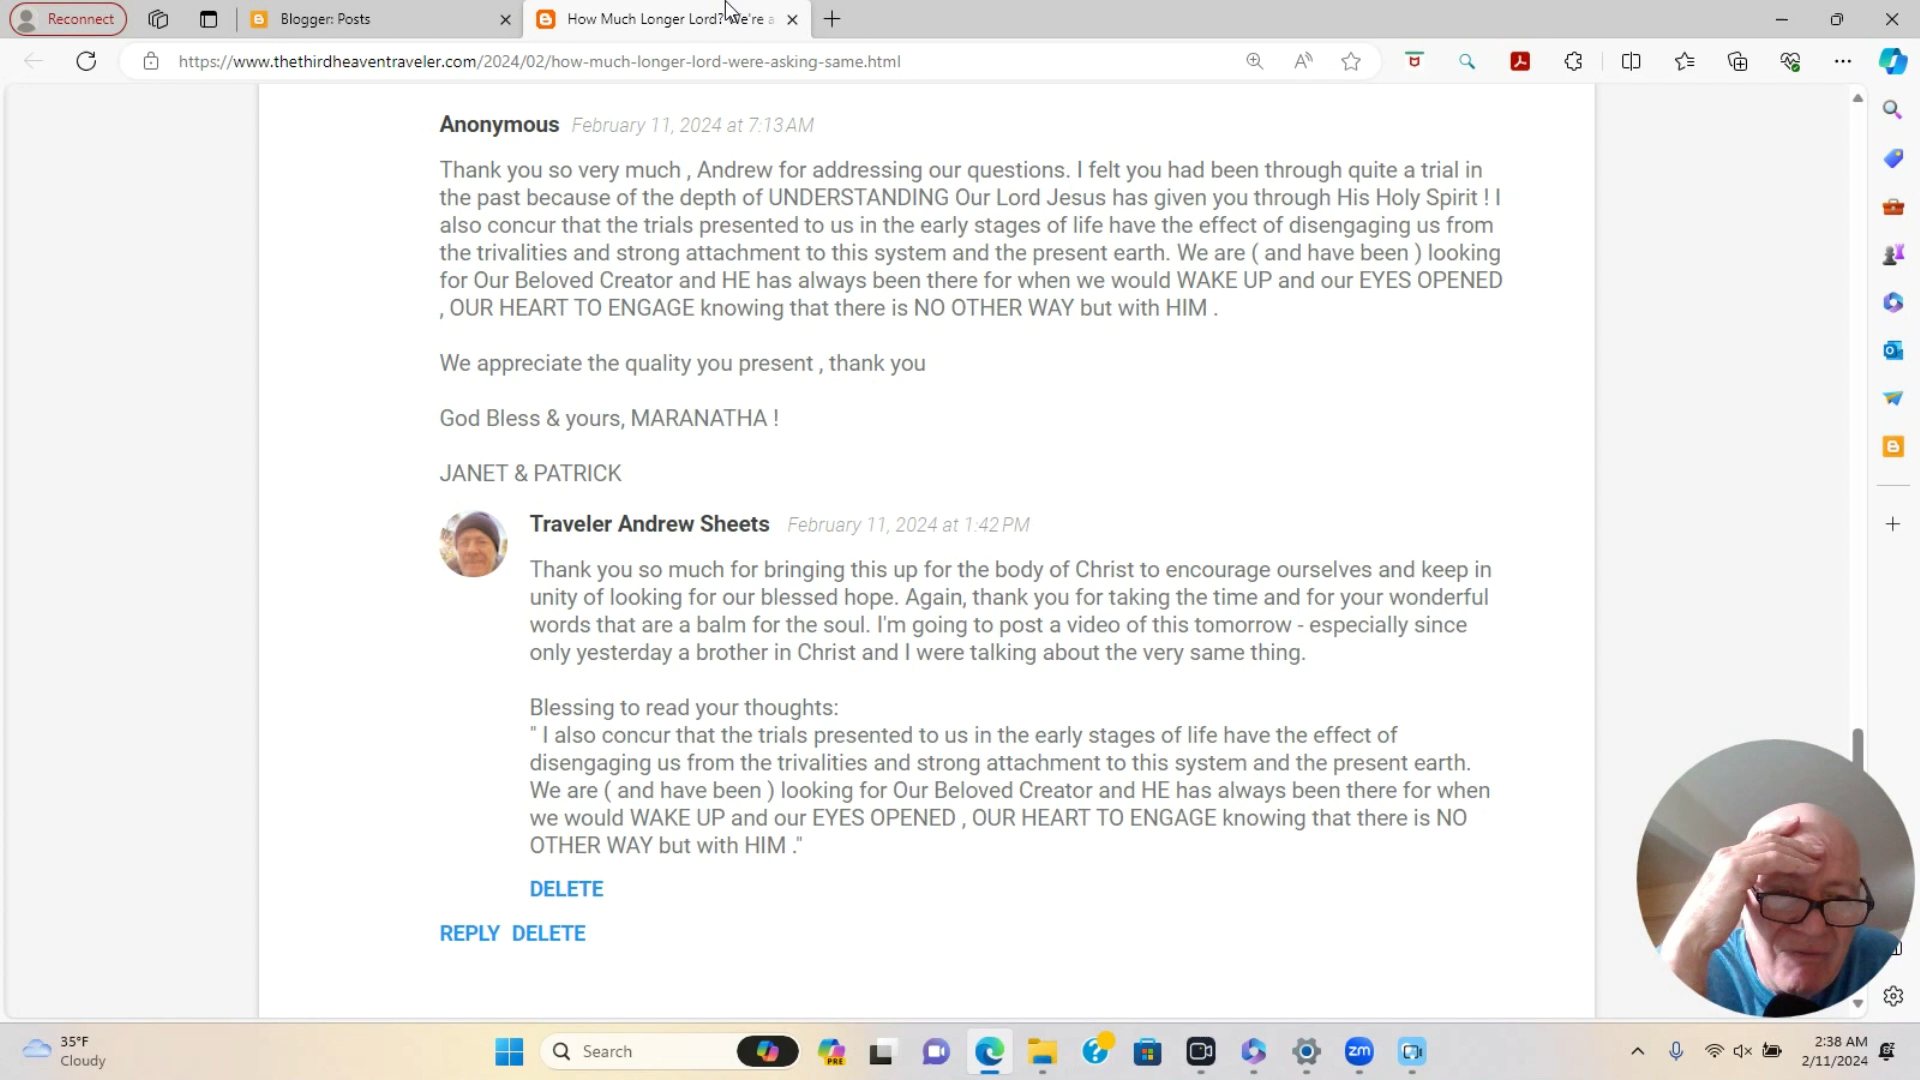 Reconnect
Blogger: Posts
How Much Longer Lord? We're a
https://www.thethirdheaventraveler.com/2024/02/how-much-longer-lord-were-asking-same.html
Anonymous February 11, 2024 at 7:13 AM
Thank you so very much , Andrew for addressing our questions. I felt you had been through quite a trial in
the past because of the depth of UNDERSTANDING Our Lord Jesus has given you through His Holy Spirit ! I
also concur that the trials presented to us in the early stages of life have the effect of disengaging us from
the trivalities and strong attachment to this system and the present earth. We are ( and have been ) looking
for Our Beloved Creator and HE has always been there for when we would WAKE UP and our EYES OPENED
, OUR HEART TO ENGAGE knowing that there is NO OTHER WAY but with HIM .
We appreciate the quality you present , thank you
God Bless & yours, MARANATHA !
JANET & PATRICK
Traveler Andrew Sheets February 11, 2024 at 1:42 PM
Thank you so much for bringing this up for the body of Christ to encourage ourselves and keep in
unity of looking for our blessed hope. Again, thank you for taking the time and for your wonderful
words that are a balm for the soul. I'm going to post a video of this tomorrow - especially since
only yesterday a brother in Christ and I were talking about the very same thing.
Blessing to read your thoughts:
" I also concur that the trials presented to us in the early stages of life have the effect of
disengaging us from the trivalities and strong attachment to this system and the present earth.
We are ( and have been ) looking for Our Beloved Creator and HE has always been there for when
we would WAKE UP and our EYES OPENED , OUR HEART TO ENGAGE knowing that there is NO
OTHER WAY but with HIM ."
DELETE
REPLY DELETE
35°F
Cloudy
Search
PRE
zm
2:38 AM
2/11/2024